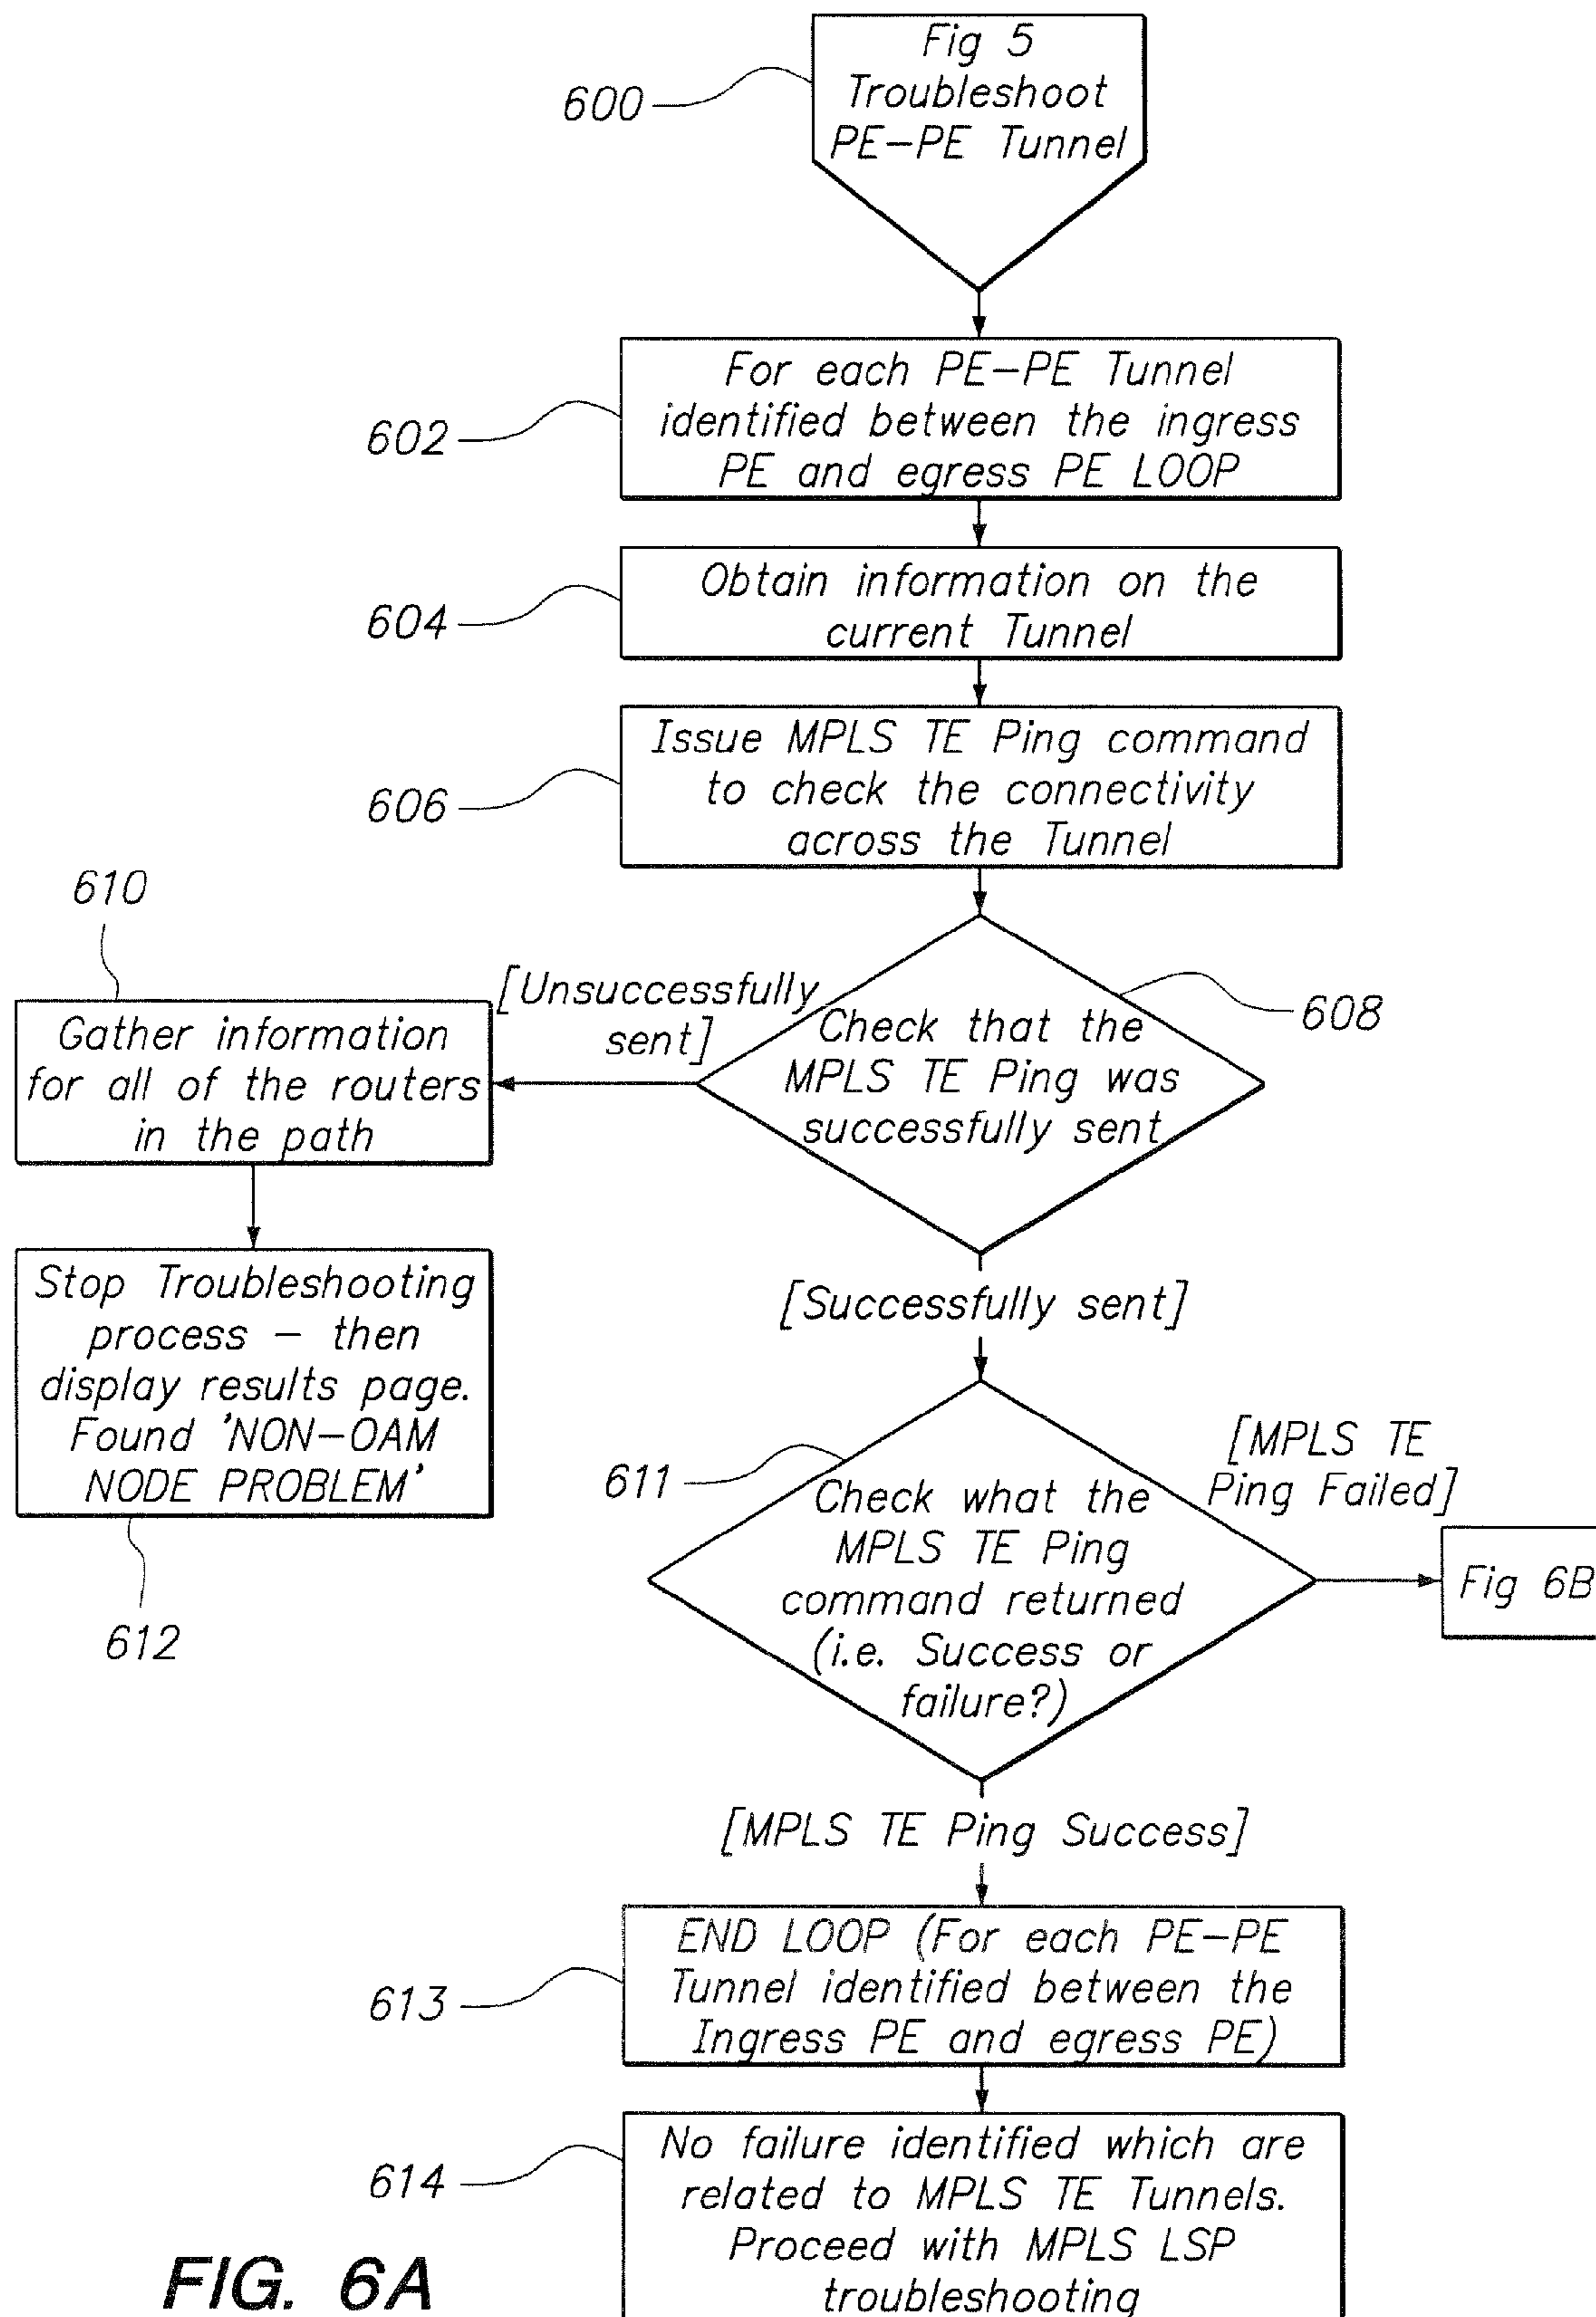 Fig 5
Troubleshoot
PE-PE Tunnel
600
For each PE-PE Tunnel
identified between the ingress
PE and egress PE LOOP
602
Obtain information on the
current Tunnel
604
Issue MPLS TE Ping command
to check the connectivity
across the Tunnel
606
610
[Unsuccessfully
sent]
Gather information
for all of the routers
in the path
Check that the
MPLS TE Ping was
successfully sent
608
Stop Troubleshooting
process - then
display results page.
Found 'NON-OAM
NODE PROBLEM'
612
[Successfully sent]
611
Check what the
MPLS TE Ping
command returned
(i.e. Success or
failure?)
[MPLS TE
Ping Failed]
Fig 6B
[MPLS TE Ping Success]
END LOOP (For each PE-PE
Tunnel identified between the
Ingress PE and egress PE)
613
No failure identified which are
related to MPLS TE Tunnels.
Proceed with MPLS LSP
troubleshooting
614
FIG. 6A